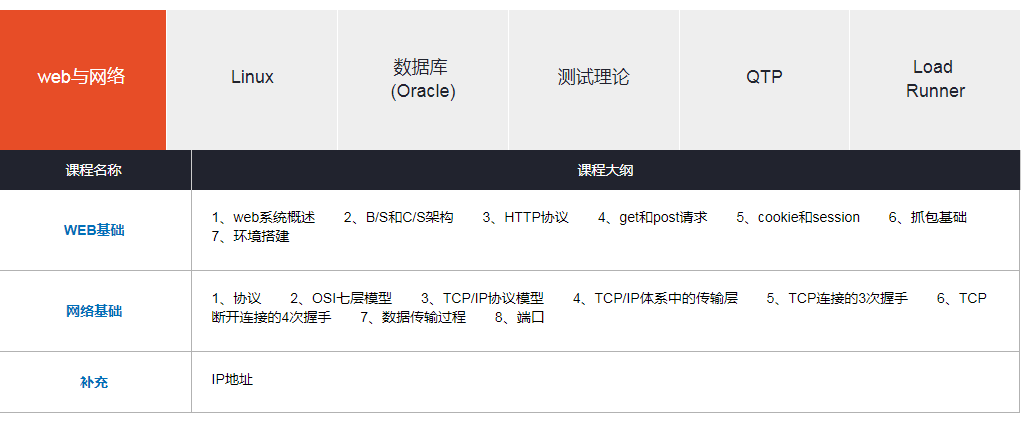 web与网络
Linux
数据库
(Oracle)
测试理论
QTP
Load
Runner
课程名称
课程大纲
WEB基础
1、web系统概述 2、B/S和C/S架构 3、HTTP协议 4、get和post请求 5、cookie和session 6、抓包基础
7、环境搭建
网络基础
1、协议 2、OSI七层模型 3、TCP/IP协议模型 4、TCP/IP体系中的传输层 5、TCP连接的3次握手 6、TCP
断开连接的4次握手 7、数据传输过程 8、端口
补充
IP地址